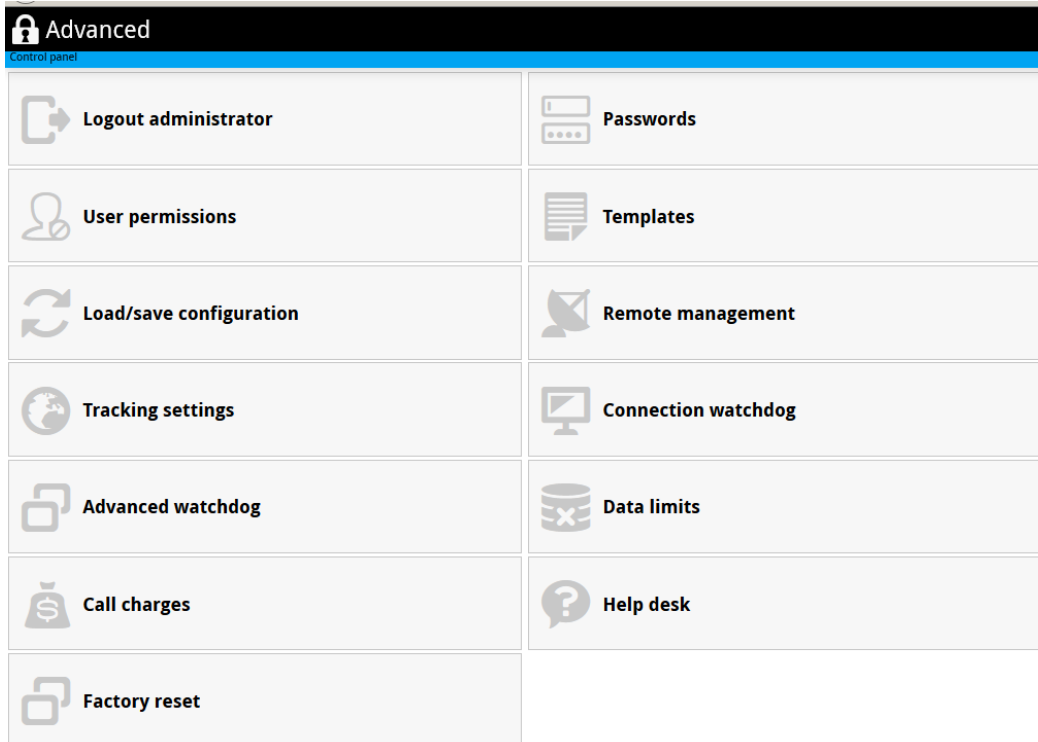 Advanced
Control panel
Logout administrator
Passwords
User permissions
Templates
Load/save configuration
Remote management
Tracking settings
Connection watchdog
Advanced watchdog
Data limits
Call charges
Help desk
Factory reset